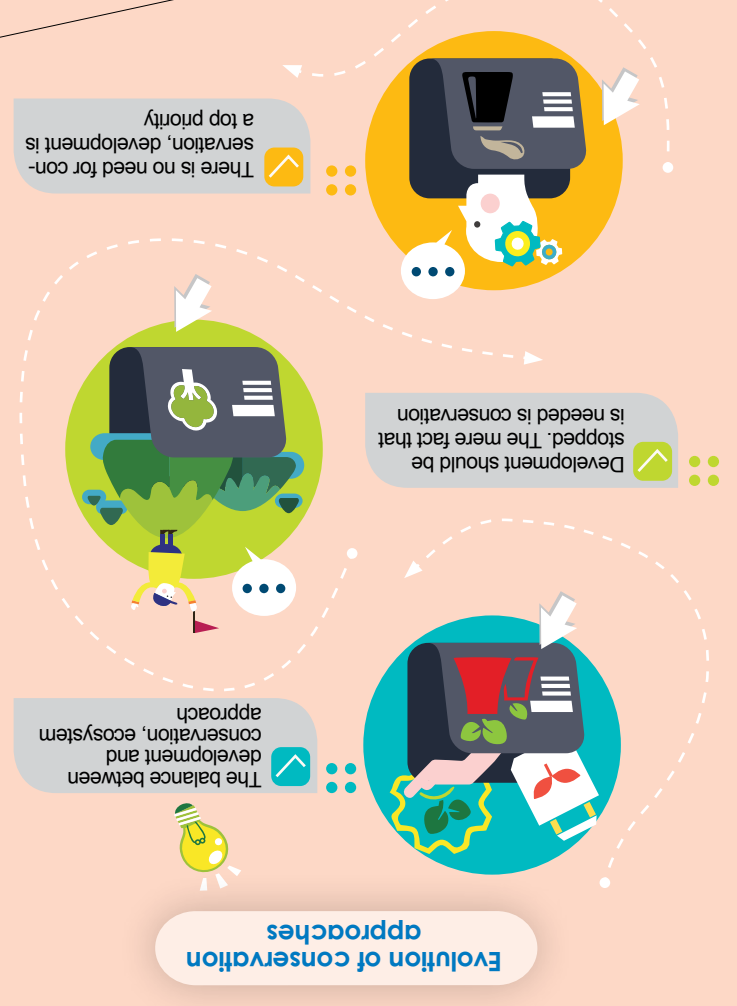 Evolution of conservation
approaches
The balance between
development and
conservation, ecosystem
approach
Development should be
stopped. The mere fact that
is needed is conservation
There is no need for con-
servation, development is
a top priority